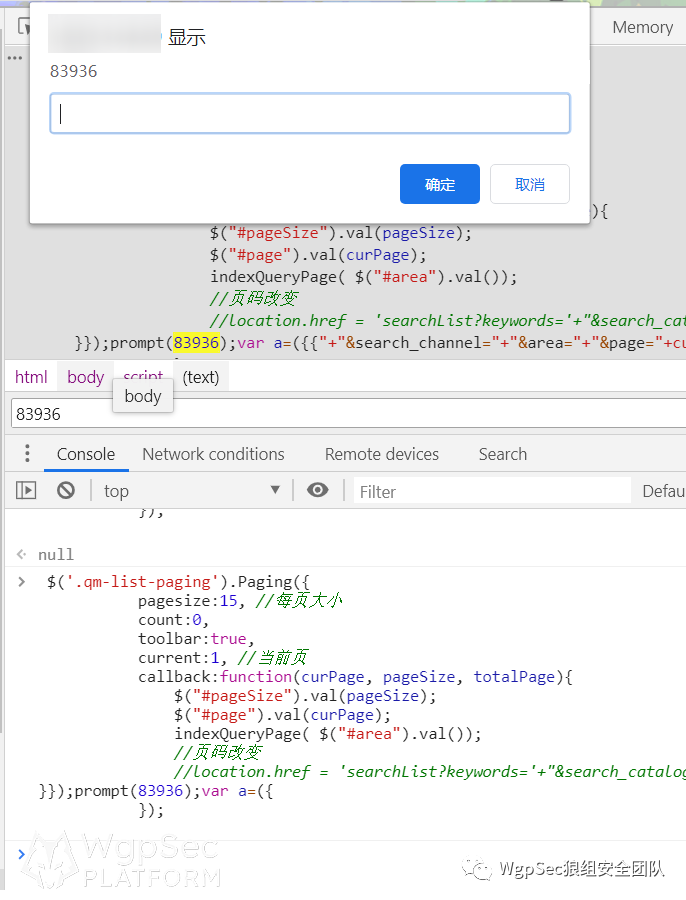 显示
Memory
83936
确定
取消
){
$("#pageSize").val(pageSize);
$("#page").val(curPage);
indexQueryPage( $("#area").val());
//页码改变
//location.href = 'searchList?keywords='+"&search_cat
}});prompt(83936);var a=({{"+"&search_channel="+"&area="+"&page="+cu
html body script (text)
body
83936
Console Network conditions Remote devices Search
top Filter Defau
});
null
$('.qm-list-paging').Paging({
pagesize:15, //每页大小
count:0,
toolbar:true,
current:1, //当前页
callback:function(curPage, pageSize, totalPage){
$("#pageSize").val(pageSize);
$("#page").val(curPage);
indexQueryPage( $("#area").val());
//页码改变
//location.href = 'searchList?keywords='+"&search_catalog
}});prompt(83936);var a=({
});
WgpSec
PLATFORM
WgpSec狼组安全团队